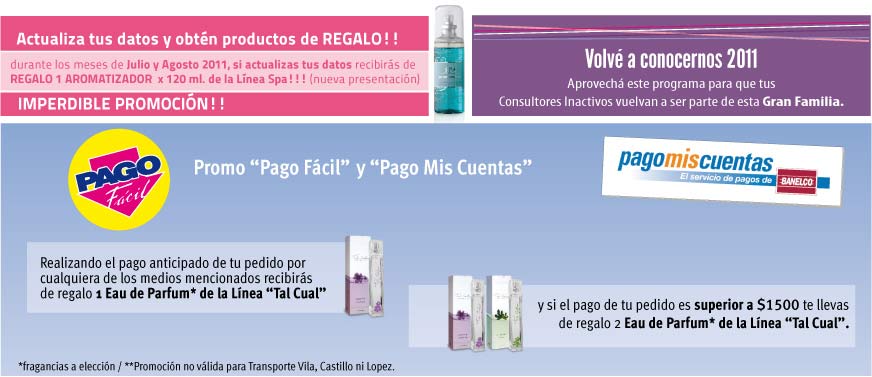 Actualiza tus datos y obtén productos de REGALO!!
durante los meses de Julio y Agosto 2011, si actualizas tus datos recibirás de
REGALO 1 AROMATIZADOR x 120 ml. de la Línea Spa!!! (nueva presentación)
IMPERDIBLE PROMOCIÓN!!
Volvé a conocernos 2011
Aprovechá este programa para que tus
Consultores Inactivos vuelvan a ser parte de esta Gran Familia.
PAGO
Fácil
Promo “Pago Fácil” y “Pago Mis Cuentas”
pagomiscuentas
El servicio de pagos de BANELCO
Realizando el pago anticipado de tu pedido por
cualquiera de los medios mencionados recibirás
de regalo 1 Eau de Parfum* de la Línea “Tal Cual”
y si el pago de tu pedido es superior a $1500 te llevas
de regalo 2 Eau de Parfum* de la Línea “Tal Cual”.
*fragancias a elección / **Promoción no válida para Transporte Vila, Castillo ni Lopez.